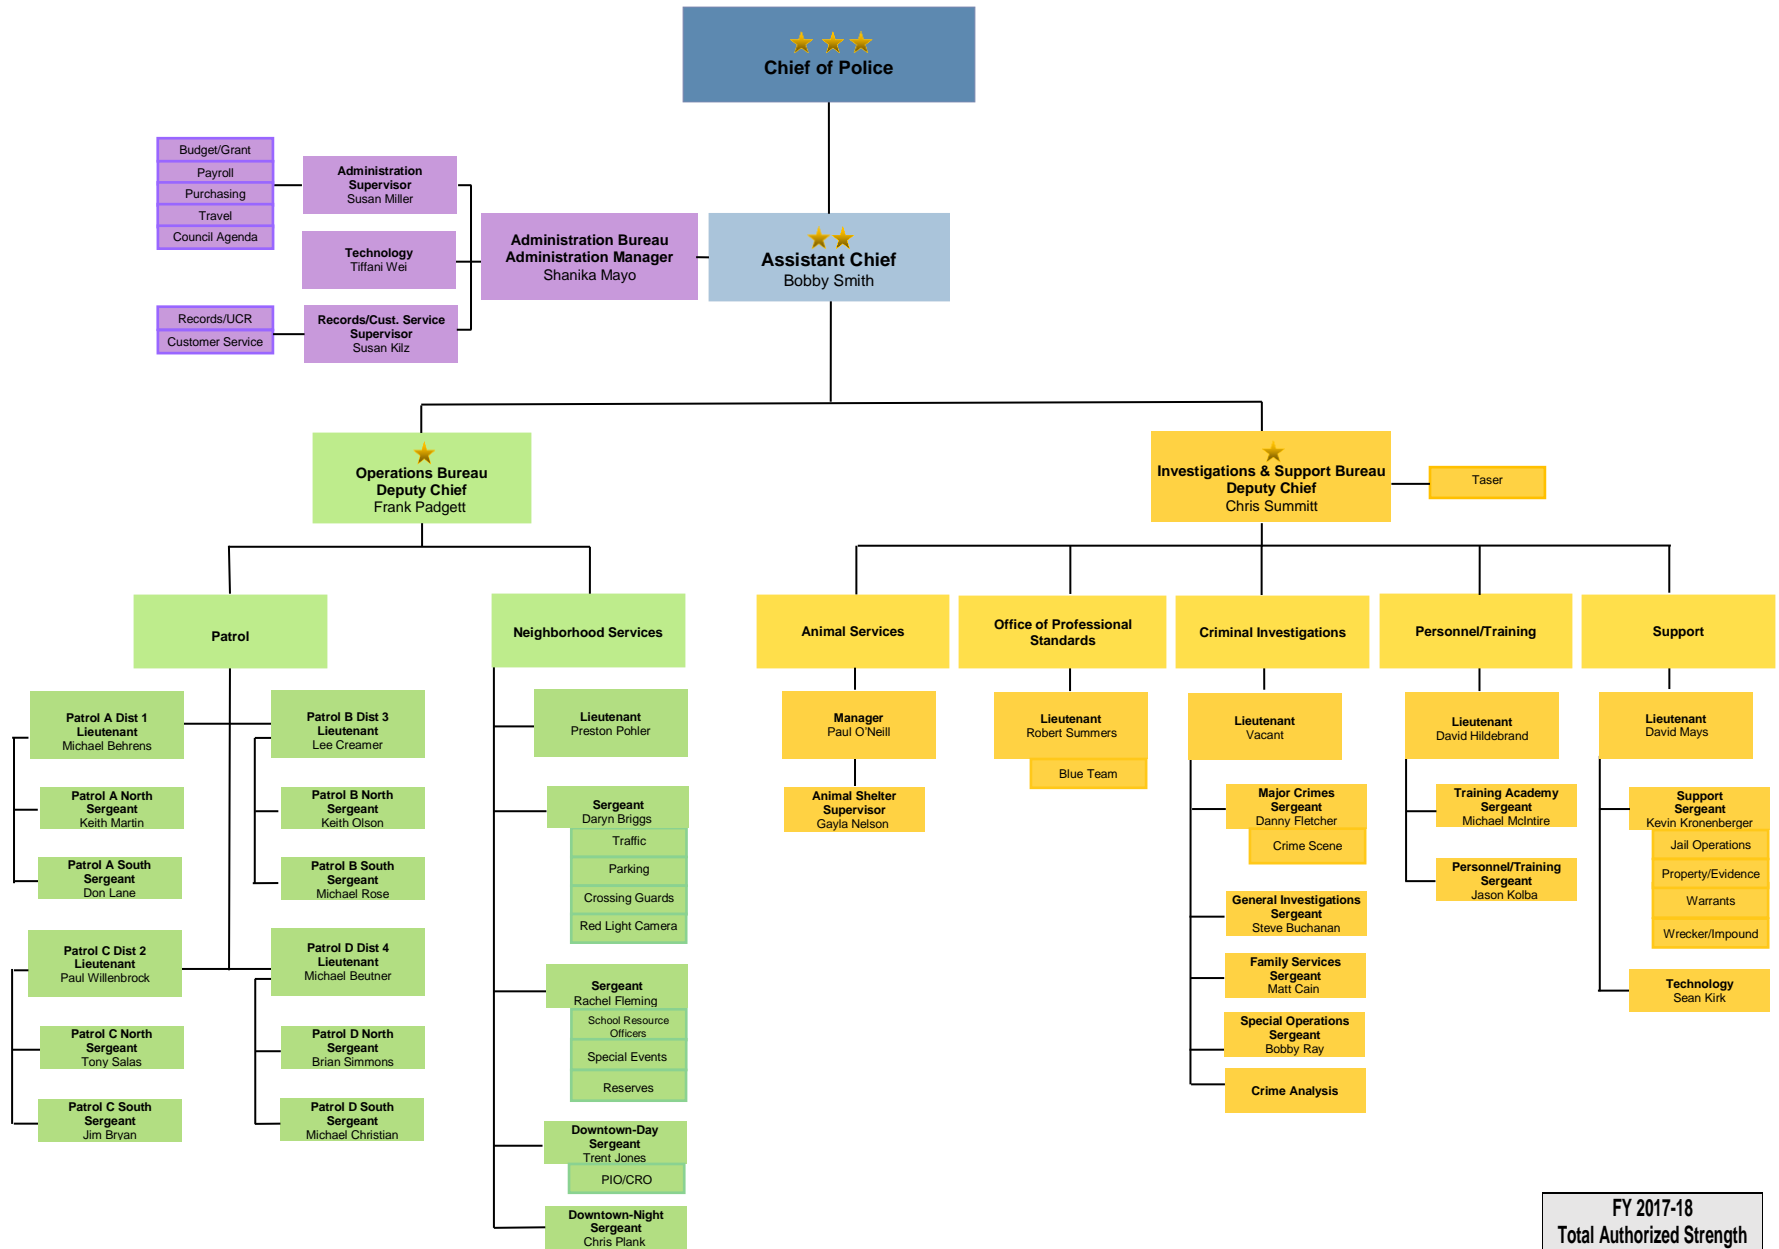 Chief of Police
Budget/Grant
Payroll
Purchasing
Travel
Council Agenda
Administration
Supervisor
Susan Miller
Technology
Tiffani Wei
Records/UCR
Customer Service
Records/Cust. Service
Supervisor
Susan Kilz
Administration Bureau
Administration Manager
Shanika Mayo
Assistant Chief
Bobby Smith
Operations Bureau
Deputy Chief
Frank Padgett
Investigations & Support Bureau
Deputy Chief
Chris Summitt
Taser
Patrol
Neighborhood Services
Animal Services
Office of Professional
Standards
Criminal Investigations
Personnel/Training
Support
Patrol A Dist 1
Lieutenant
Michael Behrens
Patrol A North
Sergeant
Keith Martin
Patrol A South
Sergeant
Don Lane
Patrol B Dist 3
Lieutenant
Lee Creamer
Patrol B North
Sergeant
Keith Olson
Patrol B South
Sergeant
Michael Rose
Patrol C Dist 2
Lieutenant
Paul Willenbrock
Patrol C North
Sergeant
Tony Salas
Patrol C South
Sergeant
Jim Bryan
Patrol D Dist 4
Lieutenant
Michael Beutner
Patrol D North
Sergeant
Brian Simmons
Patrol D South
Sergeant
Michael Christian
Lieutenant
Preston Pohler
Sergeant
Daryn Briggs
Traffic
Parking
Crossing Guards
Red Light Camera
Sergeant
Rachel Fleming
School Resource
Officers
Special Events
Reserves
Downtown-Day
Sergeant
Trent Jones
PIO/CRO
Downtown-Night
Sergeant
Chris Plank
Manager
Paul O'Neill
Animal Shelter
Supervisor
Gayla Nelson
Lieutenant
Robert Summers
Blue Team
Lieutenant
Vacant
Major Crimes
Sergeant
Danny Fletcher
Crime Scene
General Investigations
Sergeant
Steve Buchanan
Family Services
Sergeant
Matt Cain
Special Operations
Sergeant
Bobby Ray
Crime Analysis
Lieutenant
David Hildebrand
Training Academy
Sergeant
Michael McIntire
Personnel/Training
Sergeant
Jason Kolba
Lieutenant
David Mays
Support
Sergeant
Kevin Kronenberger
Jail Operations
Property/Evidence
Warrants
Wrecker/Impound
Technology
Sean Kirk
FY 2017-18
Total Authorized Strength